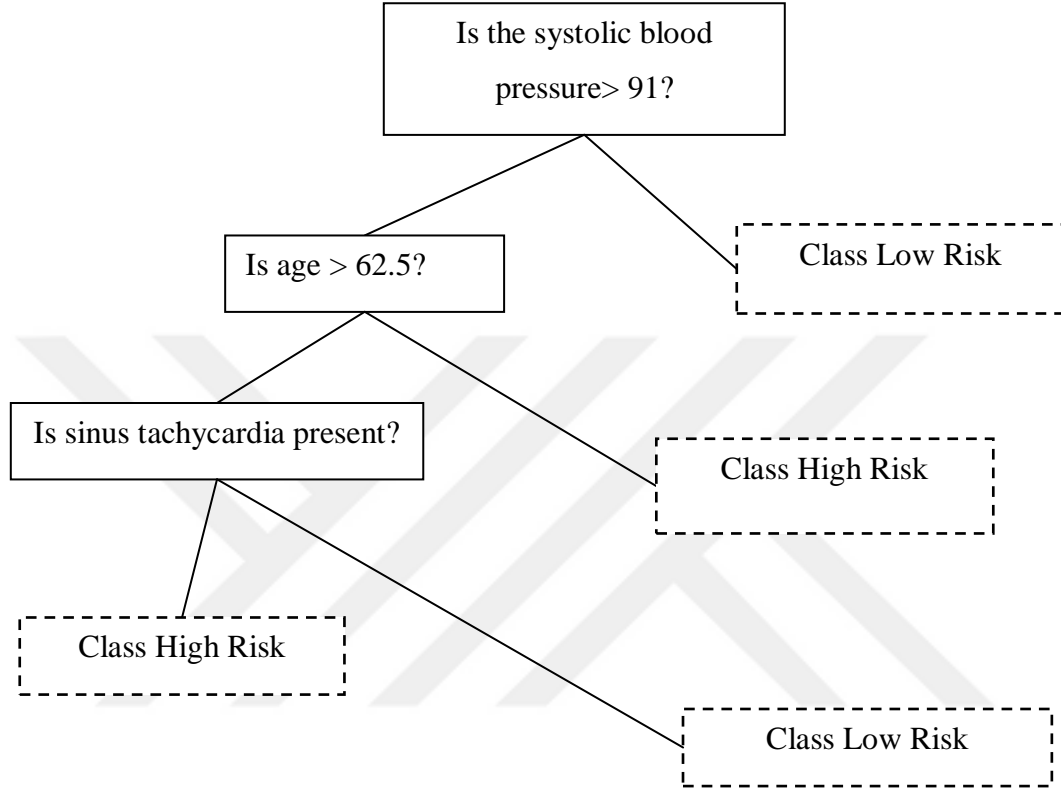 Is the systolic blood
pressure> 91?
Is age > 62.5?
Class Low Risk
Is sinus tachycardia present?
Class High Risk
Class High Risk
Class Low Risk